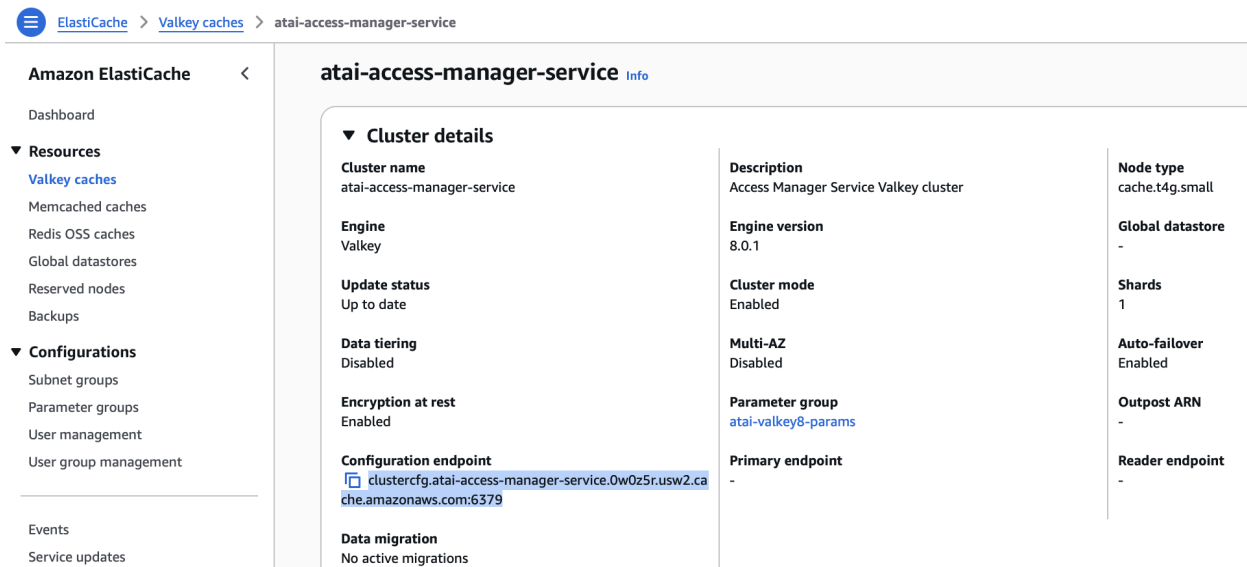 ElastiCache > Valkey caches > atai-access-manager-service
Amazon ElastiCache
Dashboard
Resources
Valkey caches
Memcached caches
Redis OSS caches
Global datastores
Reserved nodes
Backups
Configurations
Subnet groups
Parameter groups
User management
User group management
Events
Service updates
atai-access-manager-service Info
Cluster details
Cluster name
atai-access-manager-service
Engine
Valkey
Update status
Up to date
Data tiering
Disabled
Encryption at rest
Enabled
Configuration endpoint
clustercfg.atai-access-manager-service.0w0z5r.usw2.ca
che.amazonaws.com:6379
Data migration
No active migrations
Description
Access Manager Service Valkey cluster
Engine version
8.0.1
Cluster mode
Enabled
Multi-AZ
Disabled
Parameter group
atai-valkey8-params
Primary endpoint
-
Node type
cache.t4g.small
Global datastore
-
Shards
1
Auto-failover
Enabled
Outpost ARN
-
Reader endpoint
-